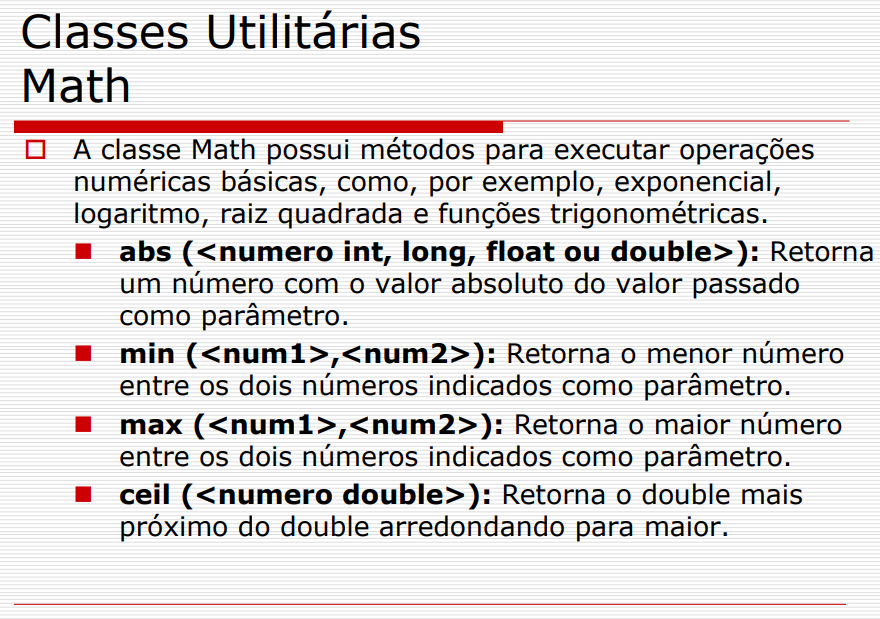 Classes Utilitárias
Math
A classe Math possui métodos para executar operações
numéricas básicas, como, por exemplo, exponencial,
logaritmo, raiz quadrada e funções trigonométricas.
abs (<numero int, long, float ou double>): Retorna
um número com o valor absoluto do valor passado
como parâmetro.
min (<num1>,<num2>): Retorna o menor número
entre os dois números indicados como parâmetro.
max (<num1>,<num2>): Retorna o maior número
entre os dois números indicados como parâmetro.
ceil (<numero double>): Retorna o double mais
próximo do double arredondando para maior.